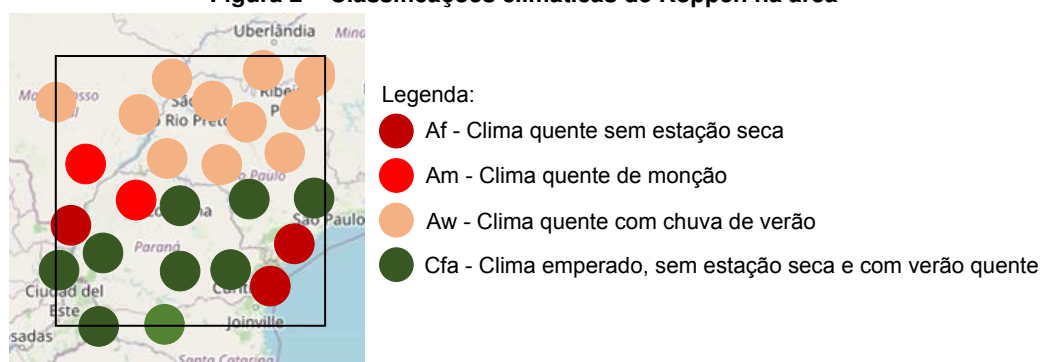 Uberlândia
Legenda:
Af - Clima quente sem estação seca
Am - Clima quente de monção
Aw - Clima quente com chuva de verão
Cfa - Clima emperado, sem estação seca e com verão quente
Rio Preto
Paulo
São Paulo
Paraná
Ciudad del
Este
Joinville
sadas
Santa Catarina